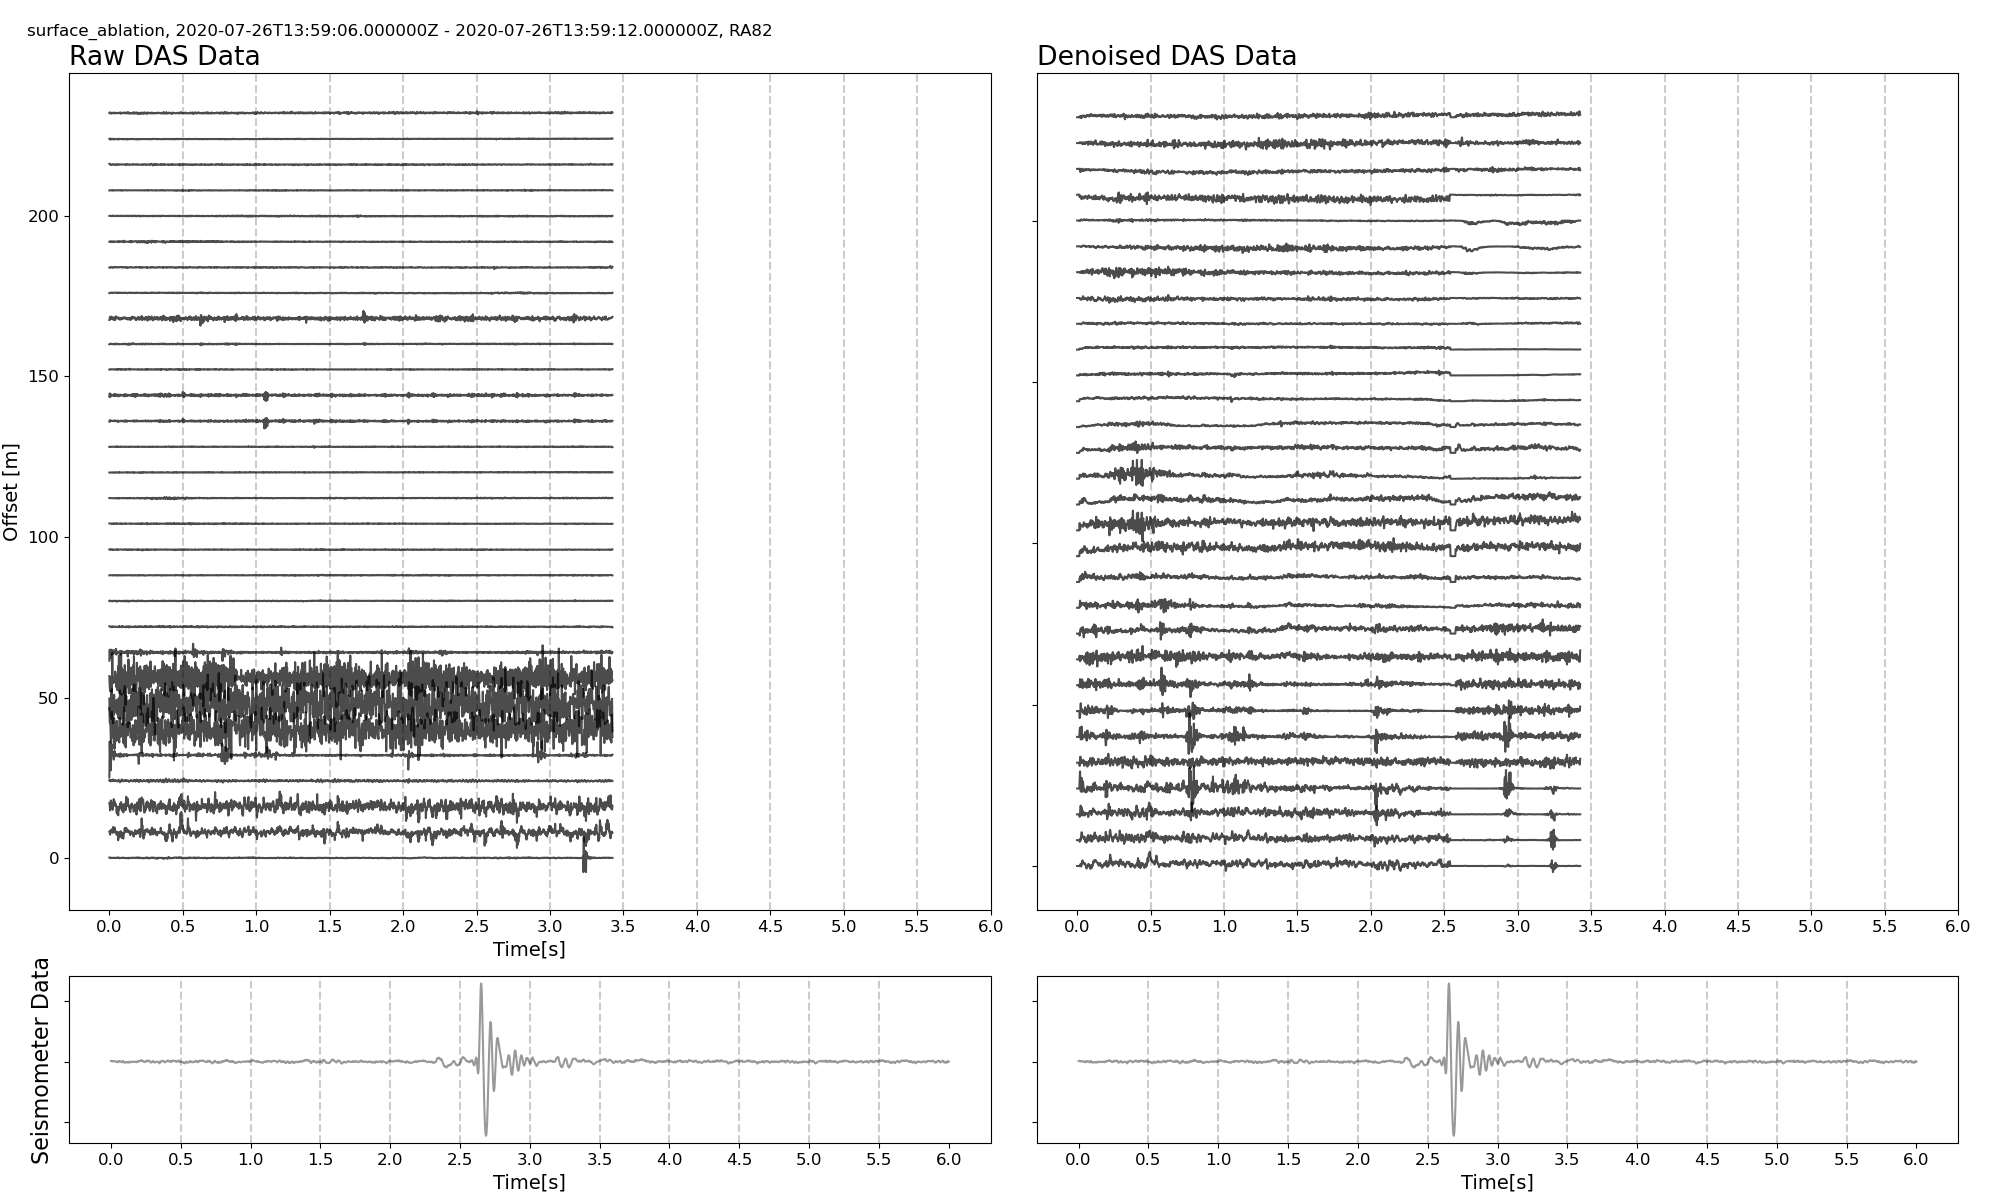 surface_ablation, 2020-07-26T13:59:06.000000Z - 2020-07-26T13:59:12.000000Z, RA82
Raw DAS Data
Denoised DAS Data
Offset [m]
200
150
100
50
0
0.0 0.5 1.0 1.5 2.0 2.5 3.0 3.5 4.0 4.5 5.0 5.5 6.0
Time[s]
0.0 0.5 1.0 1.5 2.0 2.5 3.0 3.5 4.0 4.5 5.0 5.5 6.0
Seismometer Data
0.0 0.5 1.0 1.5 2.0 2.5 3.0 3.5 4.0 4.5 5.0 5.5 6.0
Time[s]
0.0 0.5 1.0 1.5 2.0 2.5 3.0 3.5 4.0 4.5 5.0 5.5 6.0
Time[s]